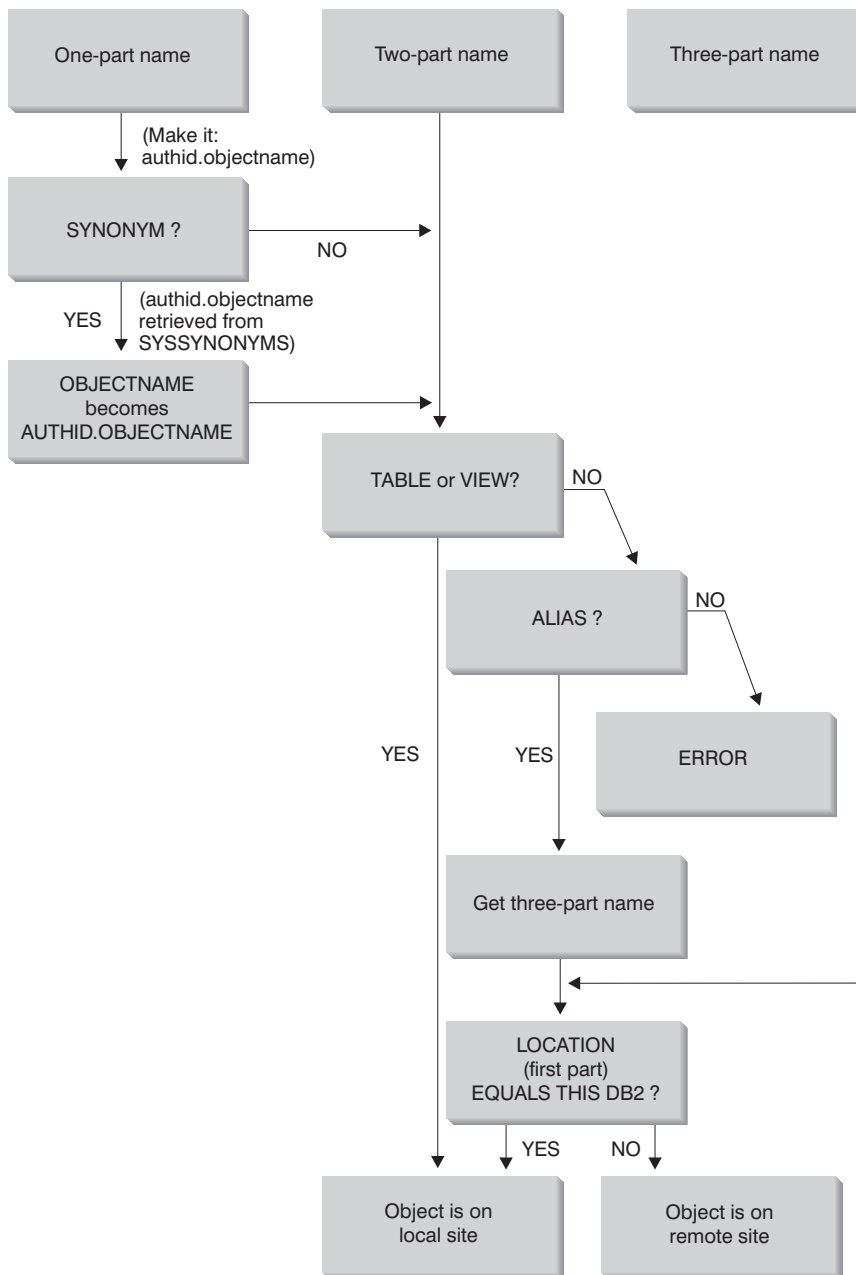 One-part name
Two-part name
Three-part name
(Make it:
authid.objectname)
SYNONYM ?
NO
YES
(authid.objectname
retrieved from
SYSSYNONYMS)
OBJECTNAME
becomes
AUTHID.OBJECTNAME
TABLE or VIEW?
NO
ALIAS ?
NO
YES
YES
ERROR
Get three-part name
LOCATION
(first part)
EQUALS THIS DB2 ?
YES
NO
Object is on
local site
Object is on
remote site